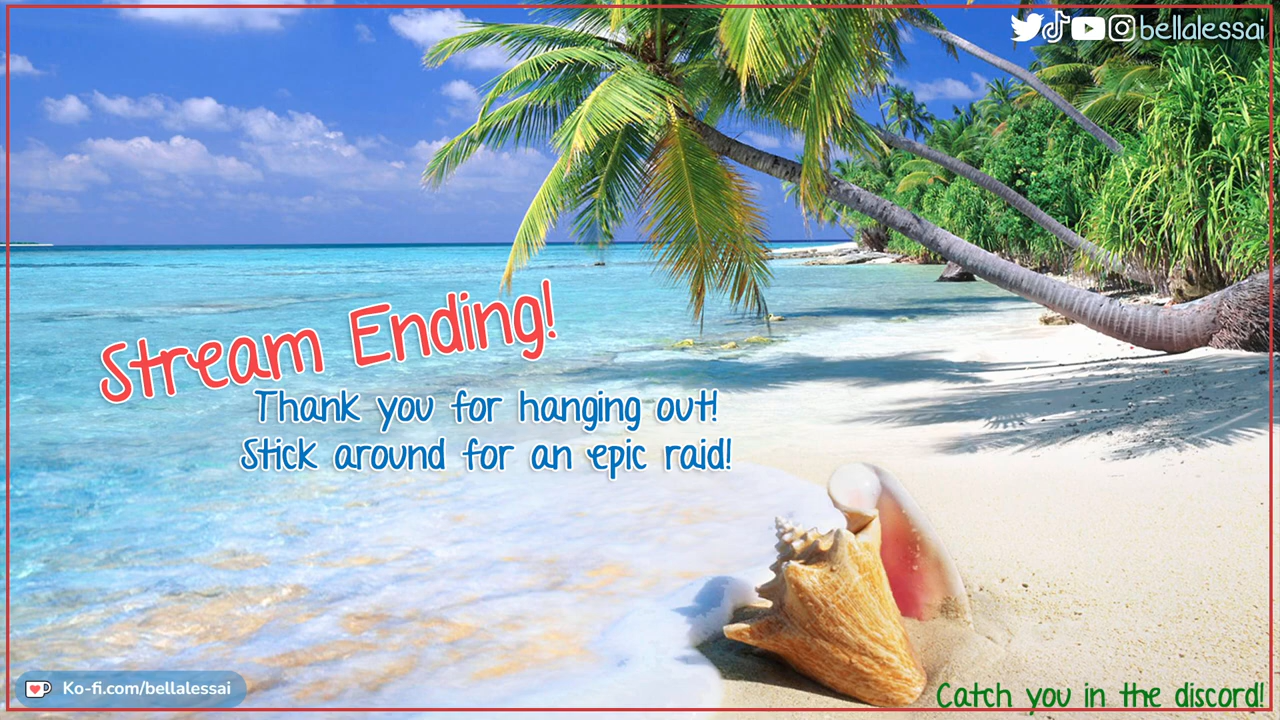 bellalessai
Stream Ending!
Thank you for hanging out!
Stick around for an epic raid!
Ko-fi.com/bellalessai
Catch you in the discord!